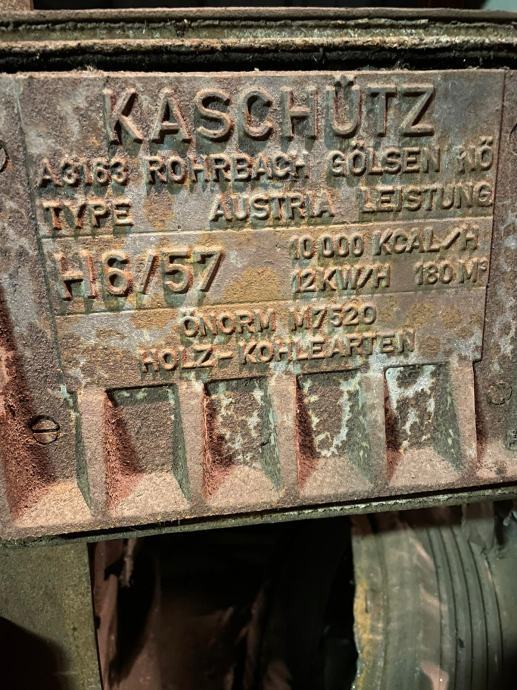 KASCHÜTZ
A3163 ROHRBACH GÖLSEN NÖ
TYPE AUSTRIA LEISTUNG
H6/57 10 000 KCAL/H
12 KW/H 180 M³
ÖNORM M7520
HOLZ-KOHLEARTEN